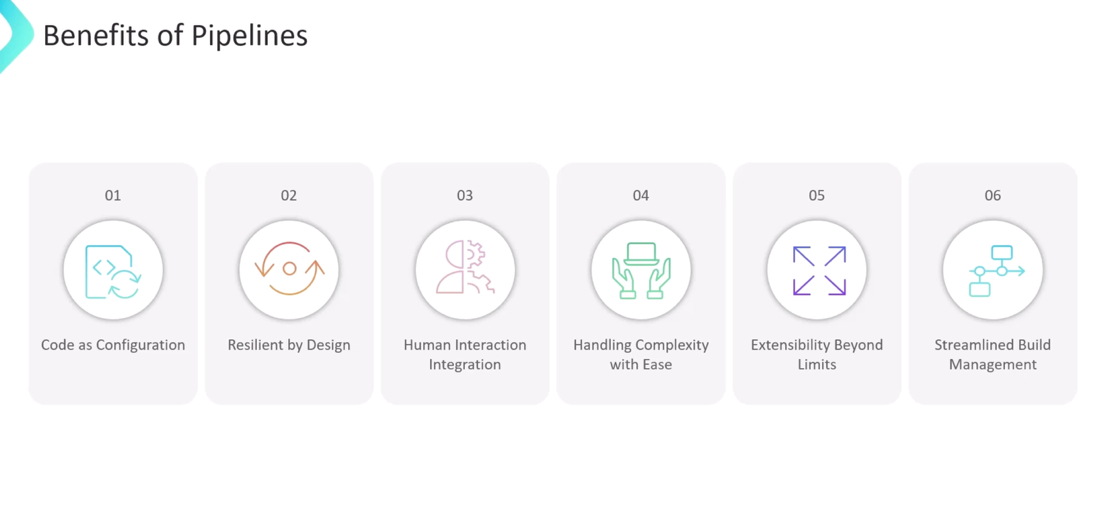 Benefits of Pipelines
01
Code as Configuration
02
Resilient by Design
03
Human Interaction
Integration
04
Handling Complexity
with Ease
05
Extensibility Beyond
Limits
06
Streamlined Build
Management